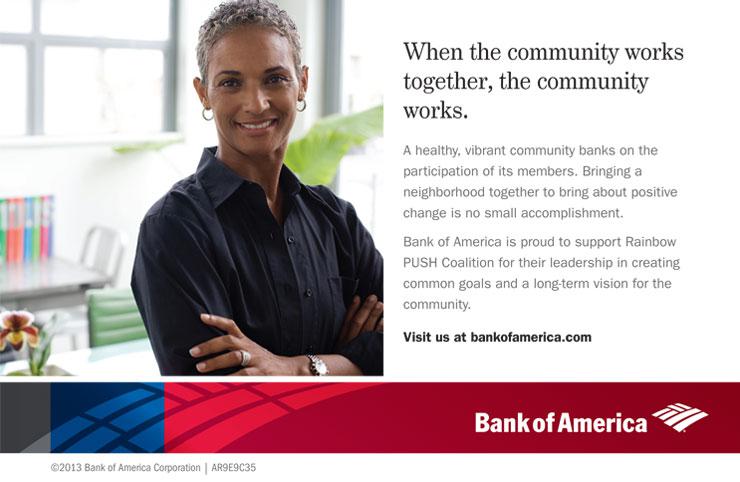 When the community works
together, the community
works.
A healthy, vibrant community banks on the
participation of its members. Bringing a
neighborhood together to bring about positive
change is no small accomplishment.
Bank of America is proud to support Rainbow
PUSH Coalition for their leadership in creating
common goals and a long-term vision for the
community.
Visit us at bankofamerica.com
Bank of America
©2013 Bank of America Corporation | AR9E9C35